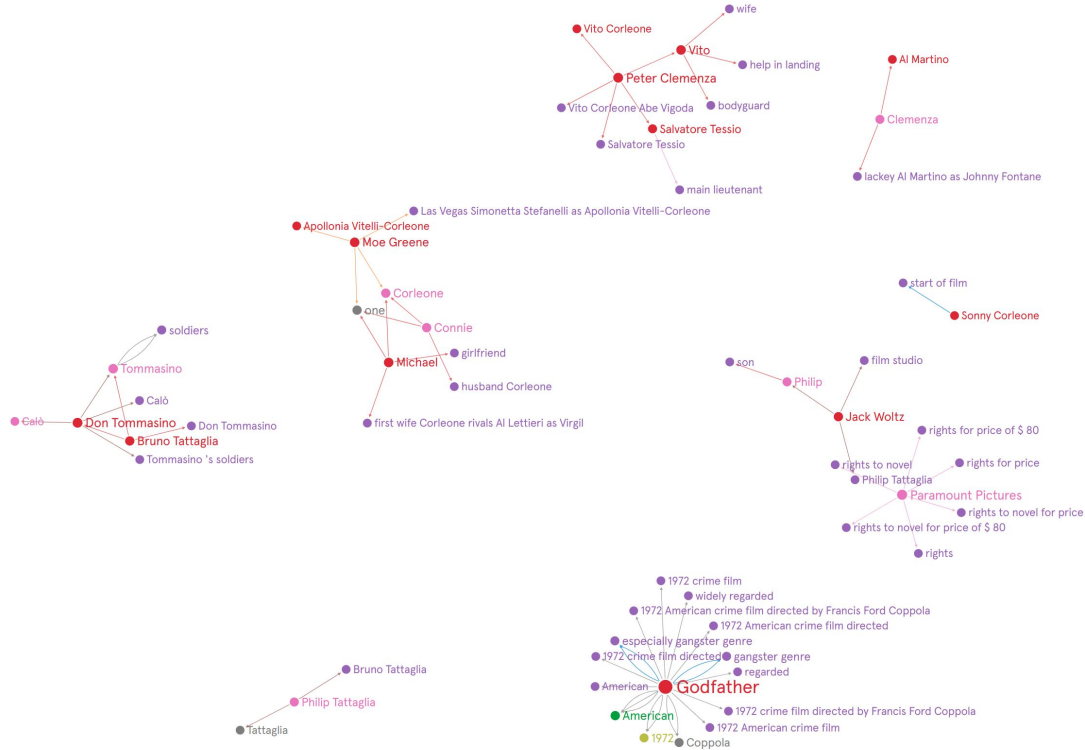 wife
Vito Corleone
Vito
help in landing
Peter Clemenza
Vito Corleone Abe Vigoda
bodyguard
Salvatore Tessio
Salvatore Tessio
main lieutenant
Al Martino
Clemenza
lackey Al Martino as Johnny Fontane
Las Vegas Simonetta Stefanelli as Apollonia Vitelli-Corleone
Apollonia Vitelli-Corleone
Moe Greene
Corleone
one
Connie
girlfriend
Michael
husband Corleone
first wife Corleone rivals Al Lettieri as Virgil
start of film
Sonny Corleone
soldiers
Tommasino
Calò
Calò
Don Tommasino
Don Tommasino
Bruno Tattaglia
Tommasino 's soldiers
son
film studio
Philip
Jack Woltz
rights for price of $ 80
rights to novel
rights for price
Philip Tattaglia
Paramount Pictures
rights to novel for price
rights to novel for price of $ 80
rights
1972 crime film
widely regarded
1972 American crime film directed by Francis Ford Coppola
1972 American crime film directed
especially gangster genre
1972 crime film directed
gangster genre
regarded
American
Godfather
American
1972 crime film directed by Francis Ford Coppola
1972 American crime film
1972
Coppola
Bruno Tattaglia
Philip Tattaglia
Tattaglia